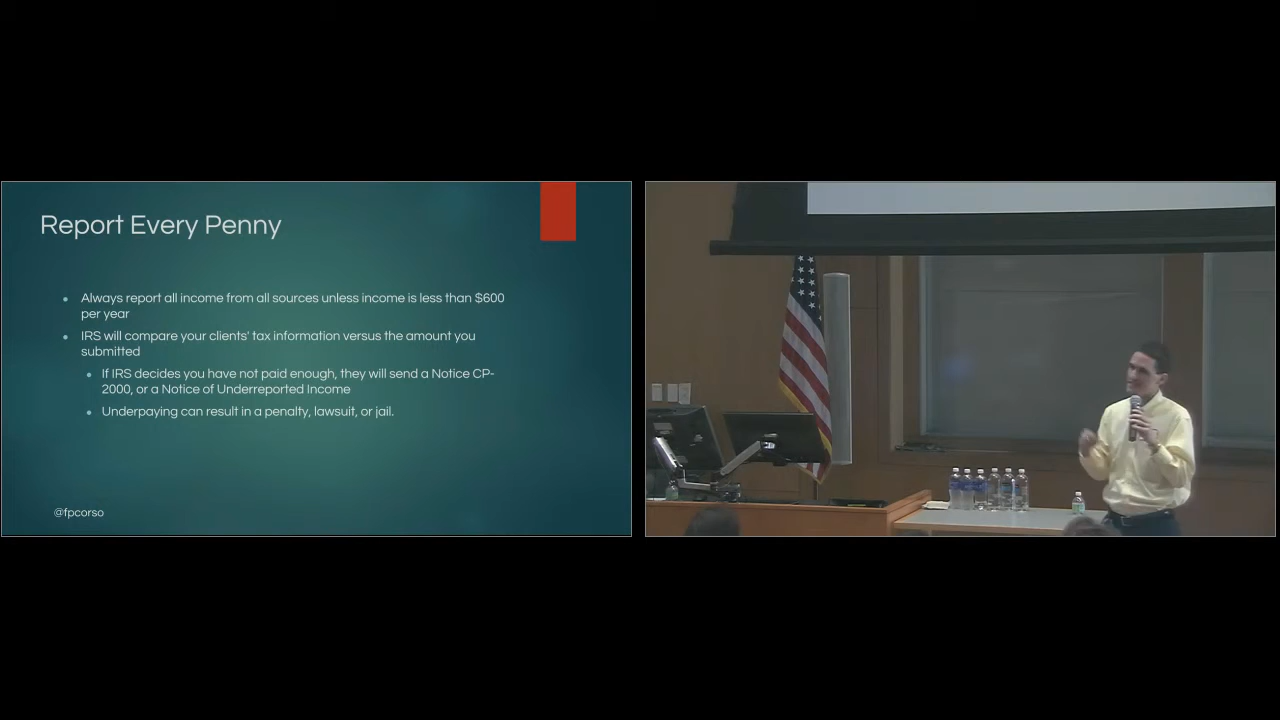 Report Every Penny
Always report all income from all sources unless income is less than $600
per year
IRS will compare your clients' tax information versus the amount you
submitted
If IRS decides you have not paid enough, they will send a Notice CP-
2000, or a Notice of Underreported Income
Underpaying can result in a penalty, lawsuit, or jail.
@fpcorso